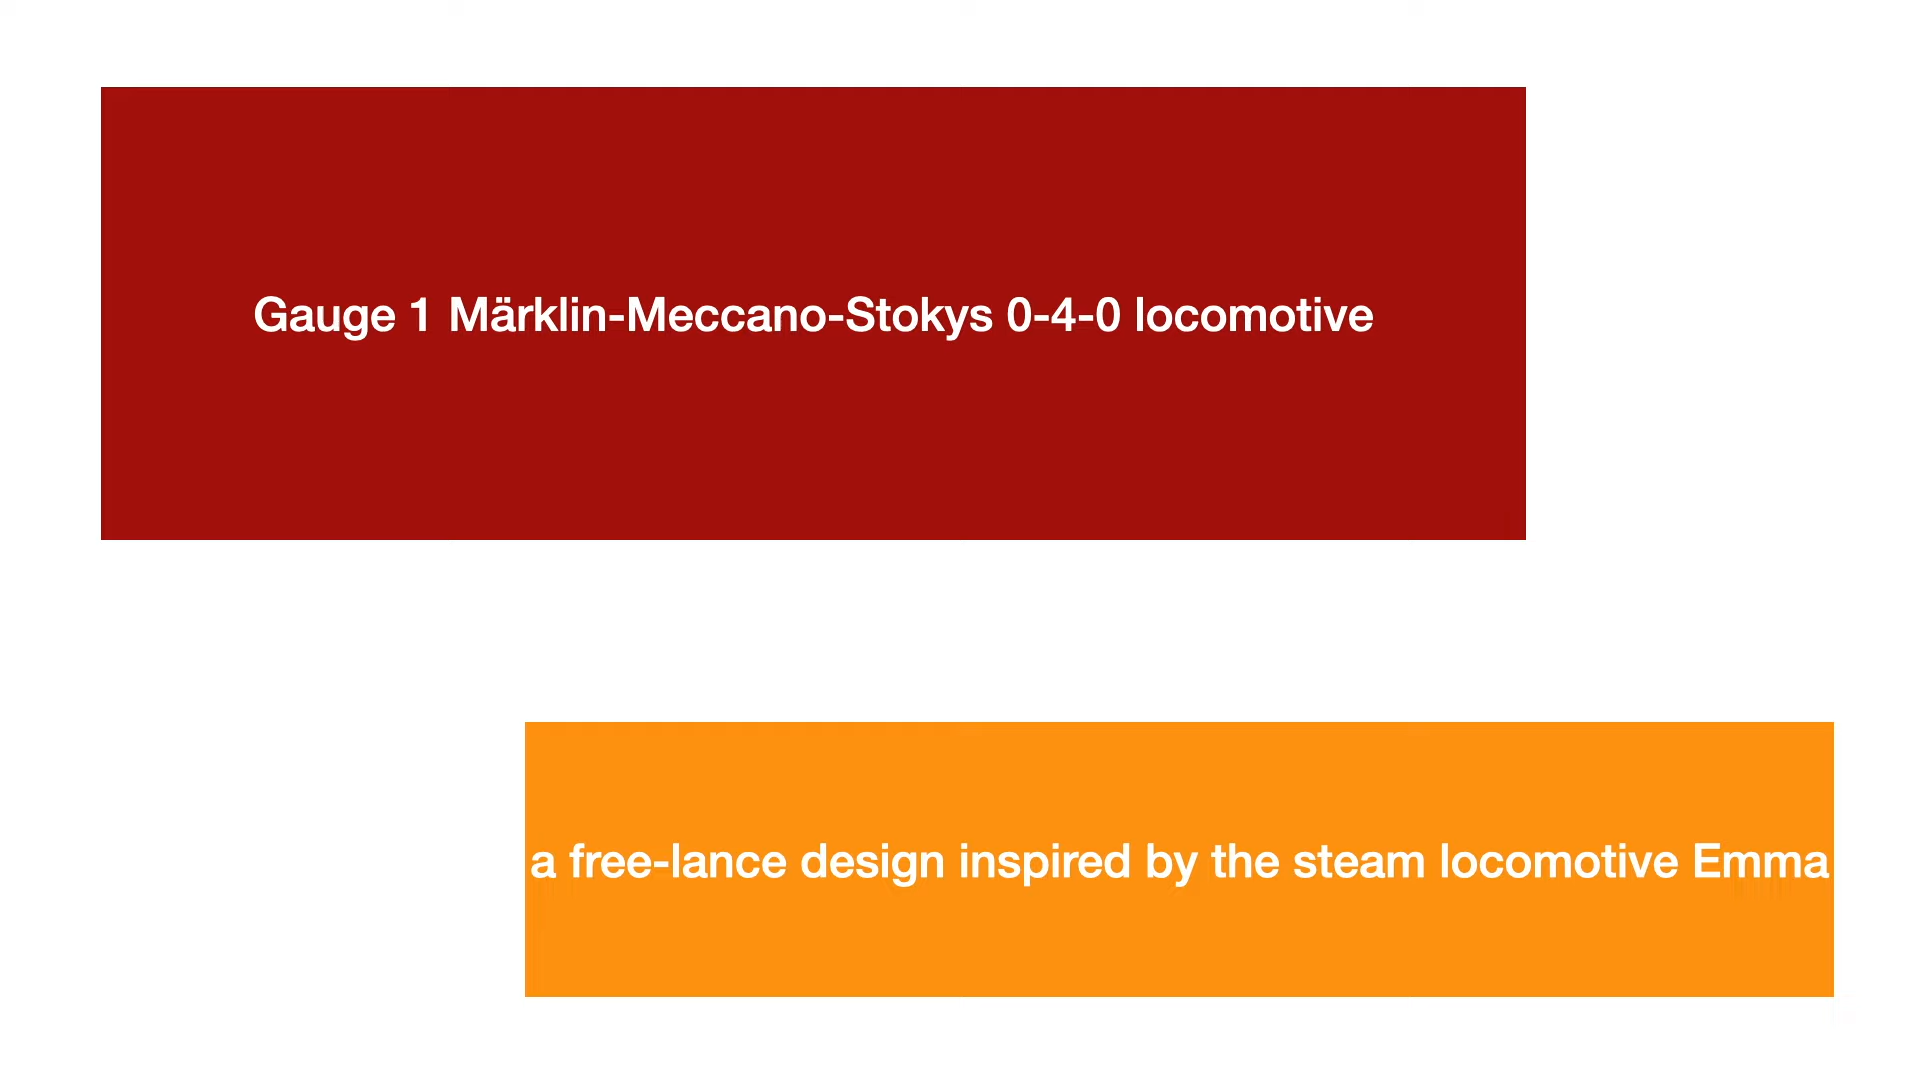 Gauge 1 Märklin-Meccano-Stokys 0-4-0 locomotive
a free-lance design inspired by the steam locomotive Emma